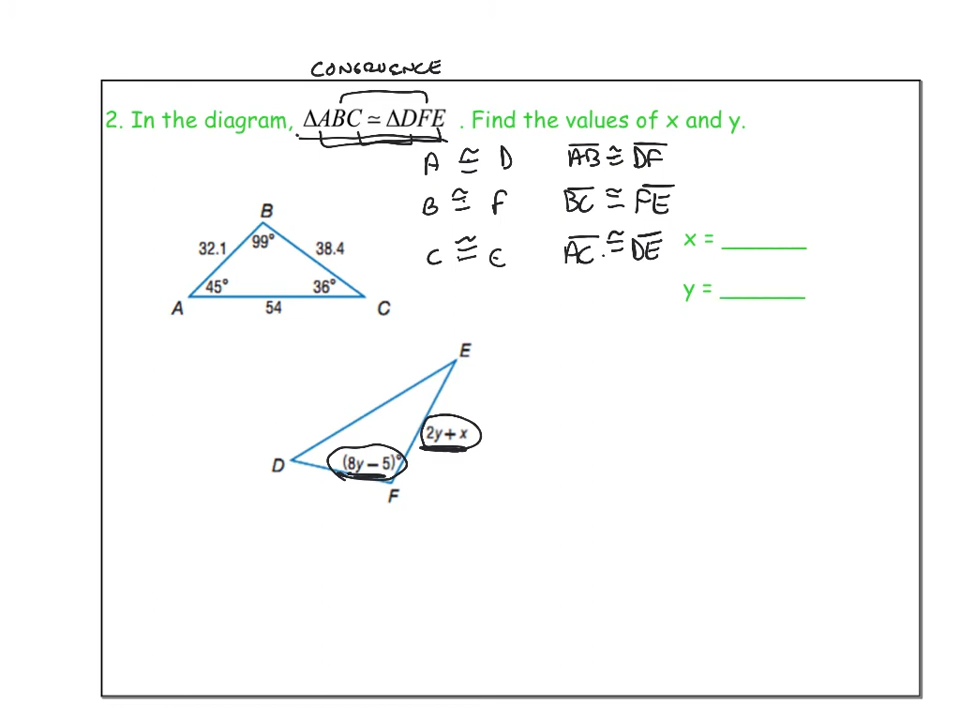 CONGRUENCE
2. In the diagram, ΔABC ≃ ΔDFE . Find the values of x and y.
A ≅ D
AB ≅ DF
B ≅ F
BC ≅ FE
C ≅ E
AC ≅ DE
x = ______
y = ______
B
32.1
99°
38.4
45°
36°
A
54
C
E
2y + x
D
(8y – 5)°
F